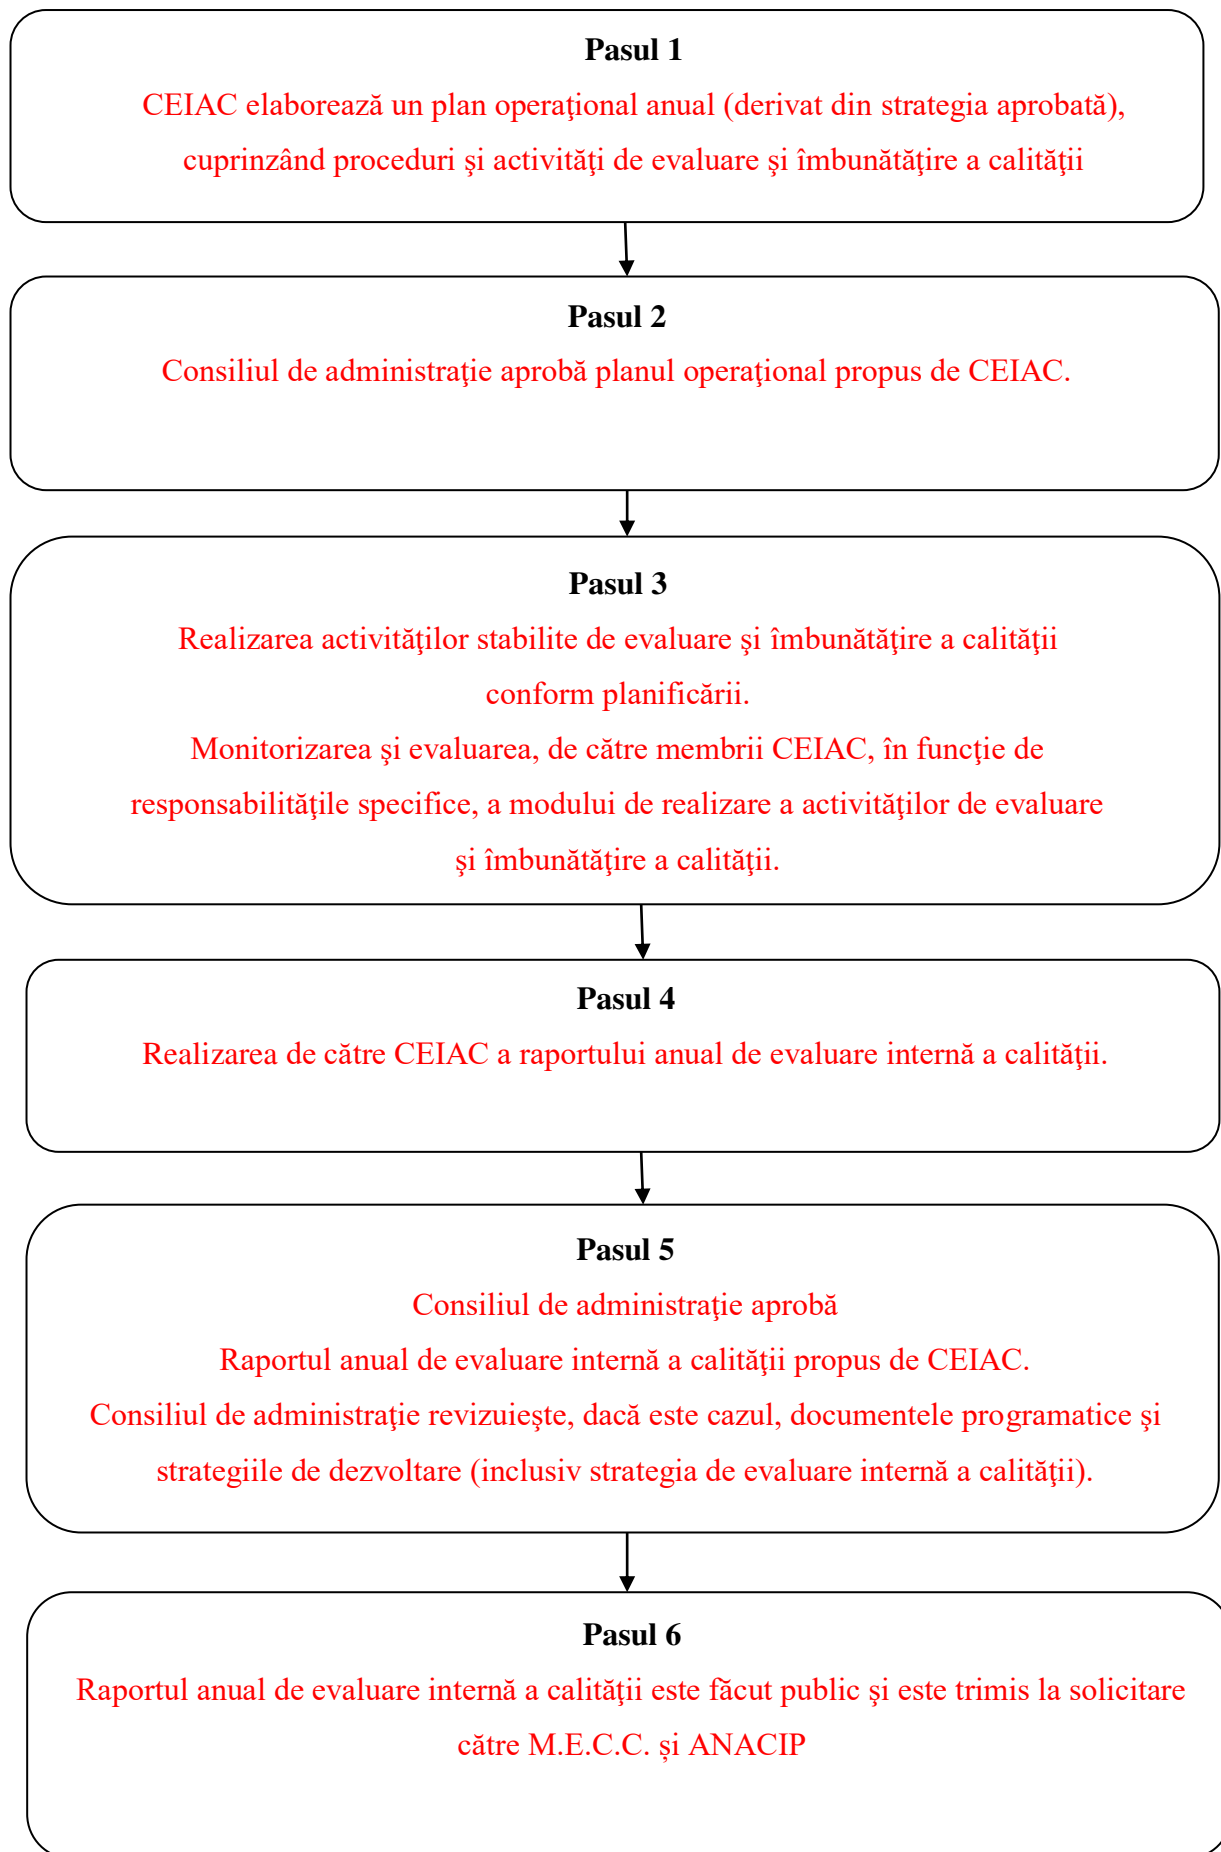 Pasul 1
CEIAC elaborează un plan operaţional anual (derivat din strategia aprobată),
cuprinzând proceduri şi activităţi de evaluare şi îmbunătăţire a calităţii
Pasul 2
Consiliul de administraţie aprobă planul operaţional propus de CEIAC.
Pasul 3
Realizarea activităţilor stabilite de evaluare şi îmbunătăţire a calităţii
conform planificării.
Monitorizarea şi evaluarea, de către membrii CEIAC, în funcţie de
responsabilităţile specifice, a modului de realizare a activităţilor de evaluare
şi îmbunătăţire a calităţii.
Pasul 4
Realizarea de către CEIAC a raportului anual de evaluare internă a calităţii.
Pasul 5
Consiliul de administraţie aprobă
Raportul anual de evaluare internă a calităţii propus de CEIAC.
Consiliul de administraţie revizuieşte, dacă este cazul, documentele programatice şi
strategiile de dezvoltare (inclusiv strategia de evaluare internă a calităţii).
Pasul 6
Raportul anual de evaluare internă a calităţii este făcut public şi este trimis la solicitare
către M.E.C.C. și ANACIP